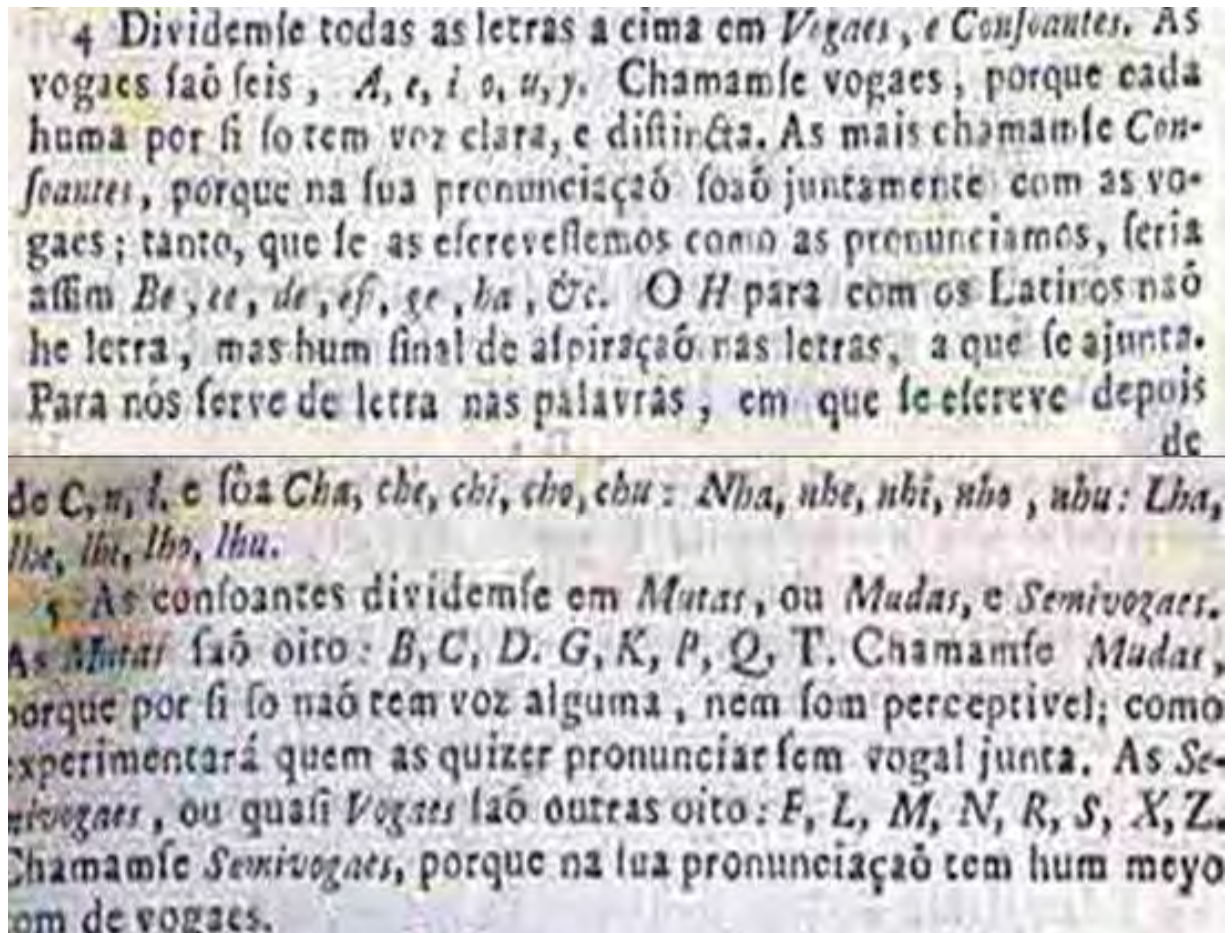 4 Dividemſe todas as letras a cima em Vogaes, e Conſoantes. As
vogaes ſaõ ſeis, A, e, i o, u, y. Chamamſe vogaes, porque cada
huma por ſi ſo tem voz clara, e diſtincta. As mais chamamſe Con-
ſoantes, porque na ſua pronunciaçaõ ſoaõ juntamente com as vo-
gaes; tanto, que ſe as eſcreveſſemos como as pronunciamos, ſeria
aſſim Be, ce, de, ef, ge, ha, &c. O H para com os Latinos naõ
he letra, mas hum ſinal de aſpiraçaõ nas letras, a que ſe ajunta.
Para nós ſerve de letra nas palavras, em que ſe eſcreve depois
de
de C, n, l, e ſoa Cha, che, chi, cho, chu: Nha, nhe, nhi, nho, nhu: Lha,
lhe, lhi, lho, lhu.
5 As conſoantes dividemſe em Mutas, ou Mudas, e Semivogaes.
As Mutas ſaõ oito: B, C, D. G, K, P, Q, T. Chamamſe Mudas,
porque por ſi ſo naõ tem voz alguma, nem ſom perceptivel; como
experimentará quem as quizer pronunciar ſem vogal junta. As Se-
mivogaes, ou quaſi Vogaes ſaõ outras oito: F, L, M, N, R, S, X, Z.
Chamamſe Semivogaes, porque na ſua pronunciaçaõ tem hum meyo
ſom de vogaes.